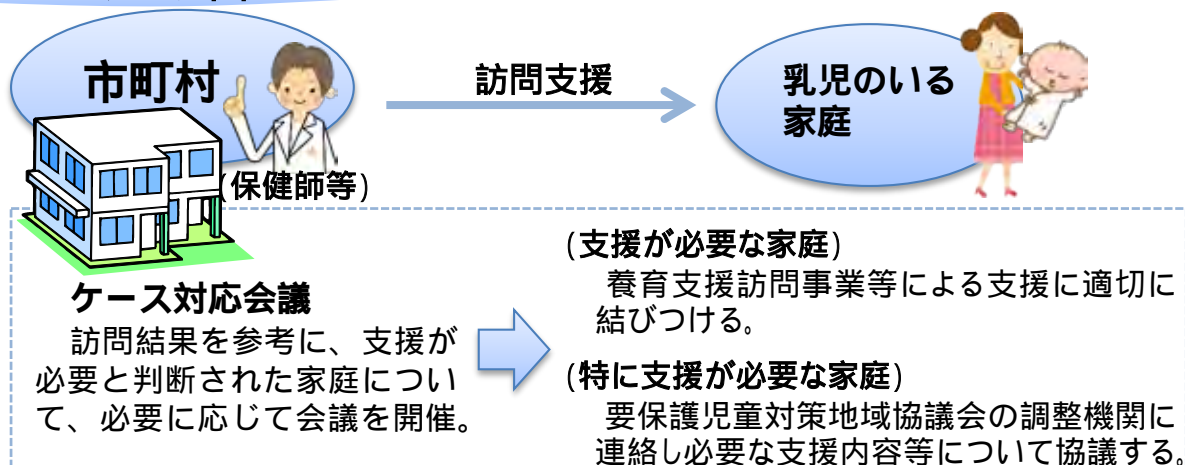 市町村
(保健師等)
訪問支援
乳児のいる
家庭
ケース対応会議
訪問結果を参考に、支援が
必要と判断された家庭につい
て、必要に応じて会議を開催。
(支援が必要な家庭)
養育支援訪問事業等による支援に適切に
結びつける。
(特に支援が必要な家庭)
要保護児童対策地域協議会の調整機関に
連絡し必要な支援内容等について協議する。